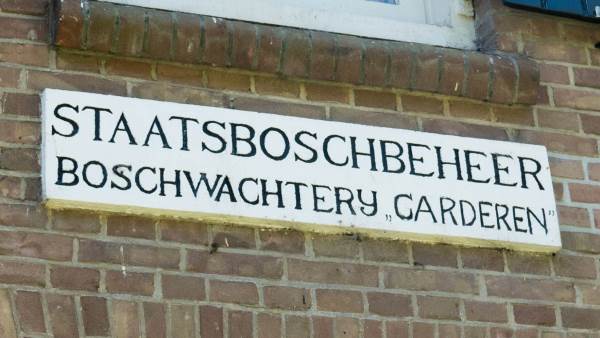 STAATSBOSCHBEHEER
BOSCHWACHTERY „GARDEREN"